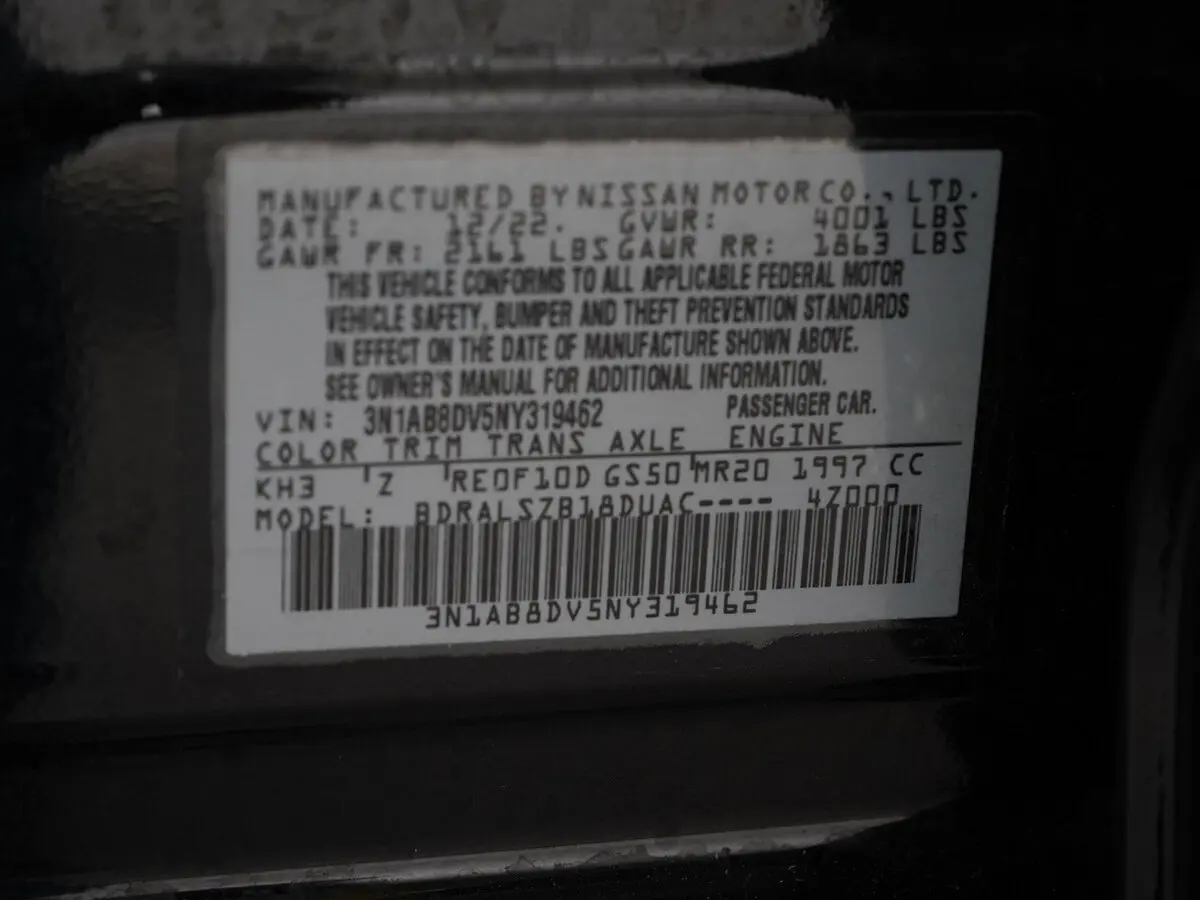 MANUFACTURED BY NISSAN MOTOR CO., LTD.
DATE: 12/22. GVWR: 4001 LBS
GAWR FR: 2161 LBS GAWR RR: 1863 LBS
THIS VEHICLE CONFORMS TO ALL APPLICABLE FEDERAL MOTOR
VEHICLE SAFETY, BUMPER AND THEFT PREVENTION STANDARDS
IN EFFECT ON THE DATE OF MANUFACTURE SHOWN ABOVE.
SEE OWNER'S MANUAL FOR ADDITIONAL INFORMATION.
VIN: 3N1AB8DV5NY319462 PASSENGER CAR.
COLOR TRIM TRANS AXLE ENGINE
KH3 Z RE0F10D GS50 MR20 1997 CC
MODEL: BDRALSZB18DUAC---- 4Z000
3N1AB8DV5NY319462